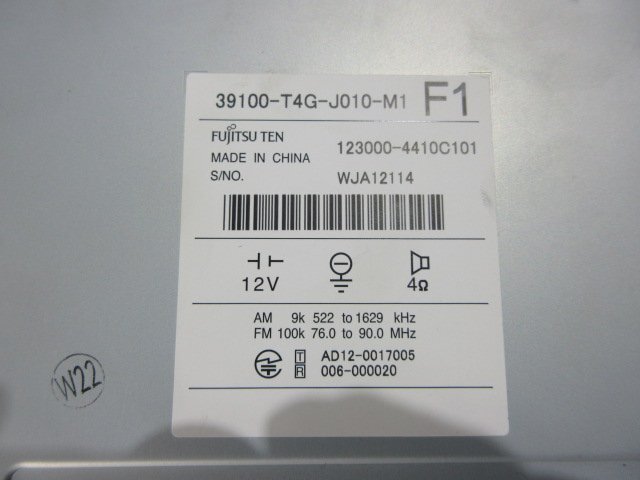 39100-T4G-J010-M1 F1
FUJITSU TEN
123000-4410C101
MADE IN CHINA
S/NO. WJA12114
12V
4Ω
AM 9k 522 to 1629 kHz
FM 100k 76.0 to 90.0 MHz
T AD12-0017005
R 006-000020
W22